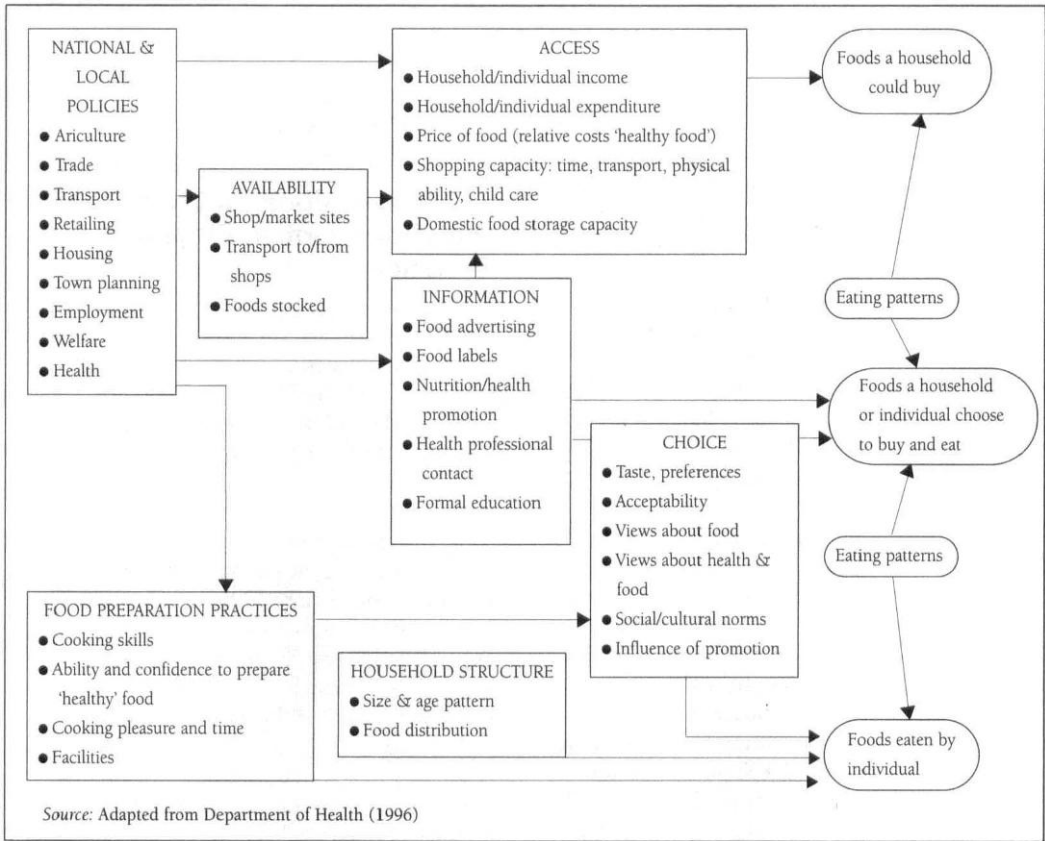 NATIONAL &
LOCAL
POLICIES
● Ariculture
● Trade
● Transport
● Retailing
● Housing
● Town planning
● Employment
● Welfare
● Health
AVAILABILITY
● Shop/market sites
● Transport to/from
shops
● Foods stocked
ACCESS
● Household/individual income
● Household/individual expenditure
● Price of food (relative costs ‘healthy food’)
● Shopping capacity: time, transport, physical
ability, child care
● Domestic food storage capacity
INFORMATION
● Food advertising
● Food labels
● Nutrition/health
promotion
● Health professional
contact
● Formal education
CHOICE
● Taste, preferences
● Acceptability
● Views about food
● Views about health &
food
● Social/cultural norms
● Influence of promotion
FOOD PREPARATION PRACTICES
● Cooking skills
● Ability and confidence to prepare
‘healthy’ food
● Cooking pleasure and time
● Facilities
HOUSEHOLD STRUCTURE
● Size & age pattern
● Food distribution
Foods a household
could buy
Eating patterns
Foods a household
or individual choose
to buy and eat
Eating patterns
Foods eaten by
individual
Source: Adapted from Department of Health (1996)